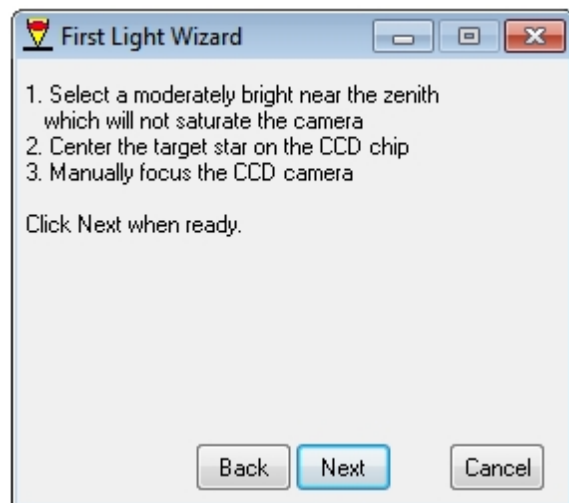 First Light Wizard
1. Select a moderately bright near the zenith
which will not saturate the camera
2. Center the target star on the CCD chip
3. Manually focus the CCD camera
Click Next when ready.
Back Next Cancel